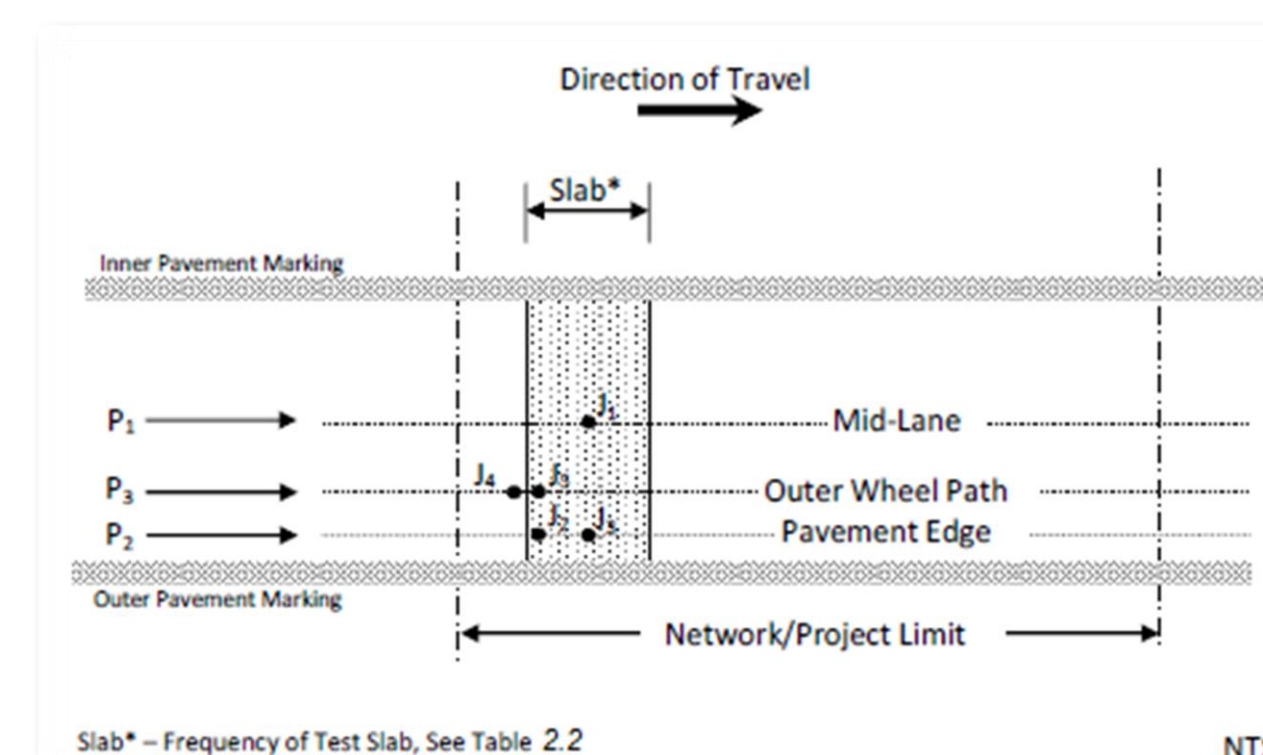 Direction of Travel
Slab*
Inner Pavement Marking
P₁
J₁
Mid-Lane
P₃
J₄
J₃
Outer Wheel Path
P₂
J₂
Pavement Edge
Outer Pavement Marking
Network/Project Limit
Slab* – Frequency of Test Slab, See Table 2.2